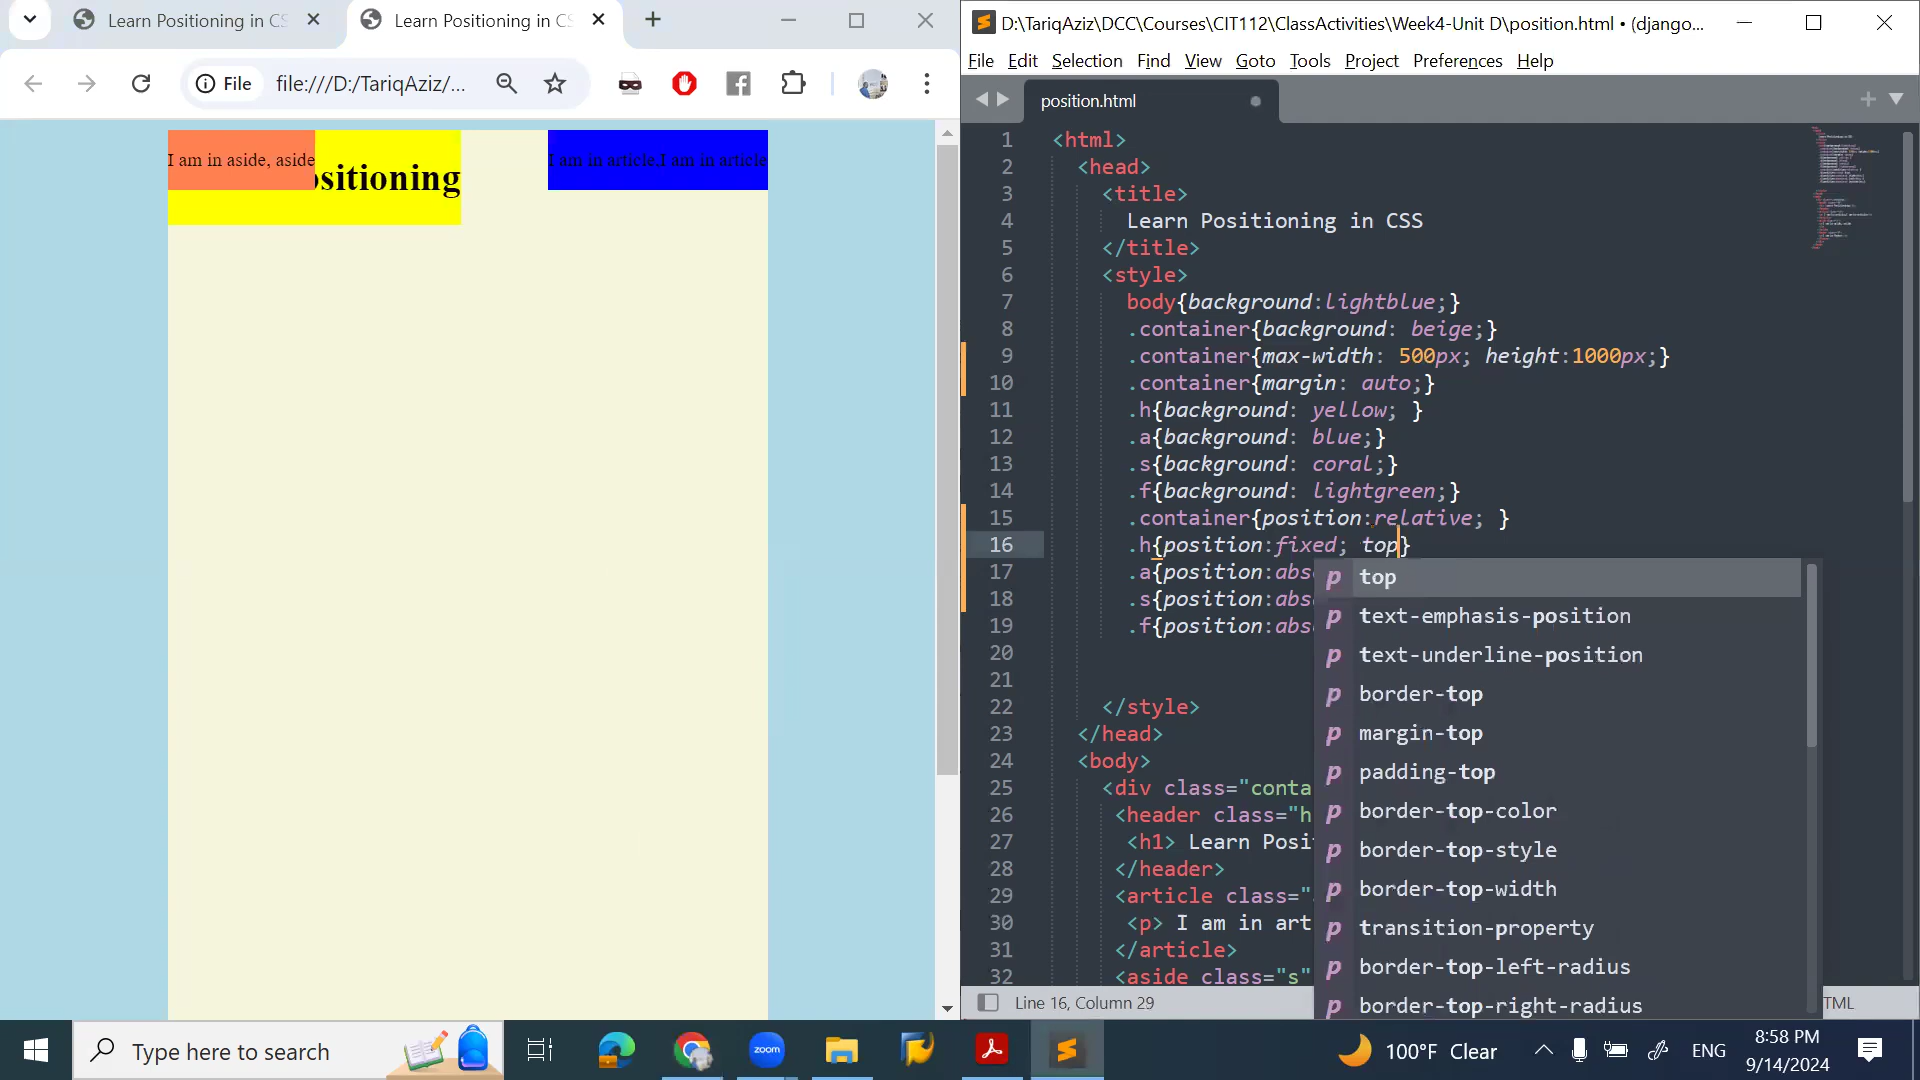 Learn Positioning in CS
Learn Positioning in CS
File
file:///D:/TariqAziz/...
I am in aside, aside
ositioning
I am in article,I am in article
D:\TariqAziz\DCC\Courses\CIT112\ClassActivities\Week4-Unit D\position.html • (django...
File Edit Selection Find View Goto Tools Project Preferences Help
position.html
1 <html>
2 <head>
3 <title>
4 Learn Positioning in CSS
5 </title>
6 <style>
7 body{background:lightblue;}
8 .container{background: beige;}
9 .container{max-width: 500px; height:1000px;}
10 .container{margin: auto;}
11 .h{background: yellow; }
12 .a{background: blue;}
13 .s{background: coral;}
14 .f{background: lightgreen;}
15 .container{position:relative; }
16 .h{position:fixed; top}
17 .a{position:abs
18 .s{position:abs
19 .f{position:abs
20
21
22 </style>
23 </head>
24 <body>
25 <div class="conta
26 <header class="h
27 <h1> Learn Posi
28 </header>
29 <article class="
30 <p> I am in art
31 </article>
32 <aside class="s"
p top
p text-emphasis-position
p text-underline-position
p border-top
p margin-top
p padding-top
p border-top-color
p border-top-style
p border-top-width
p transition-property
p border-top-left-radius
p border-top-right-radius
Line 16, Column 29
TML
Type here to search
zoom
100°F Clear
ENG
8:58 PM
9/14/2024